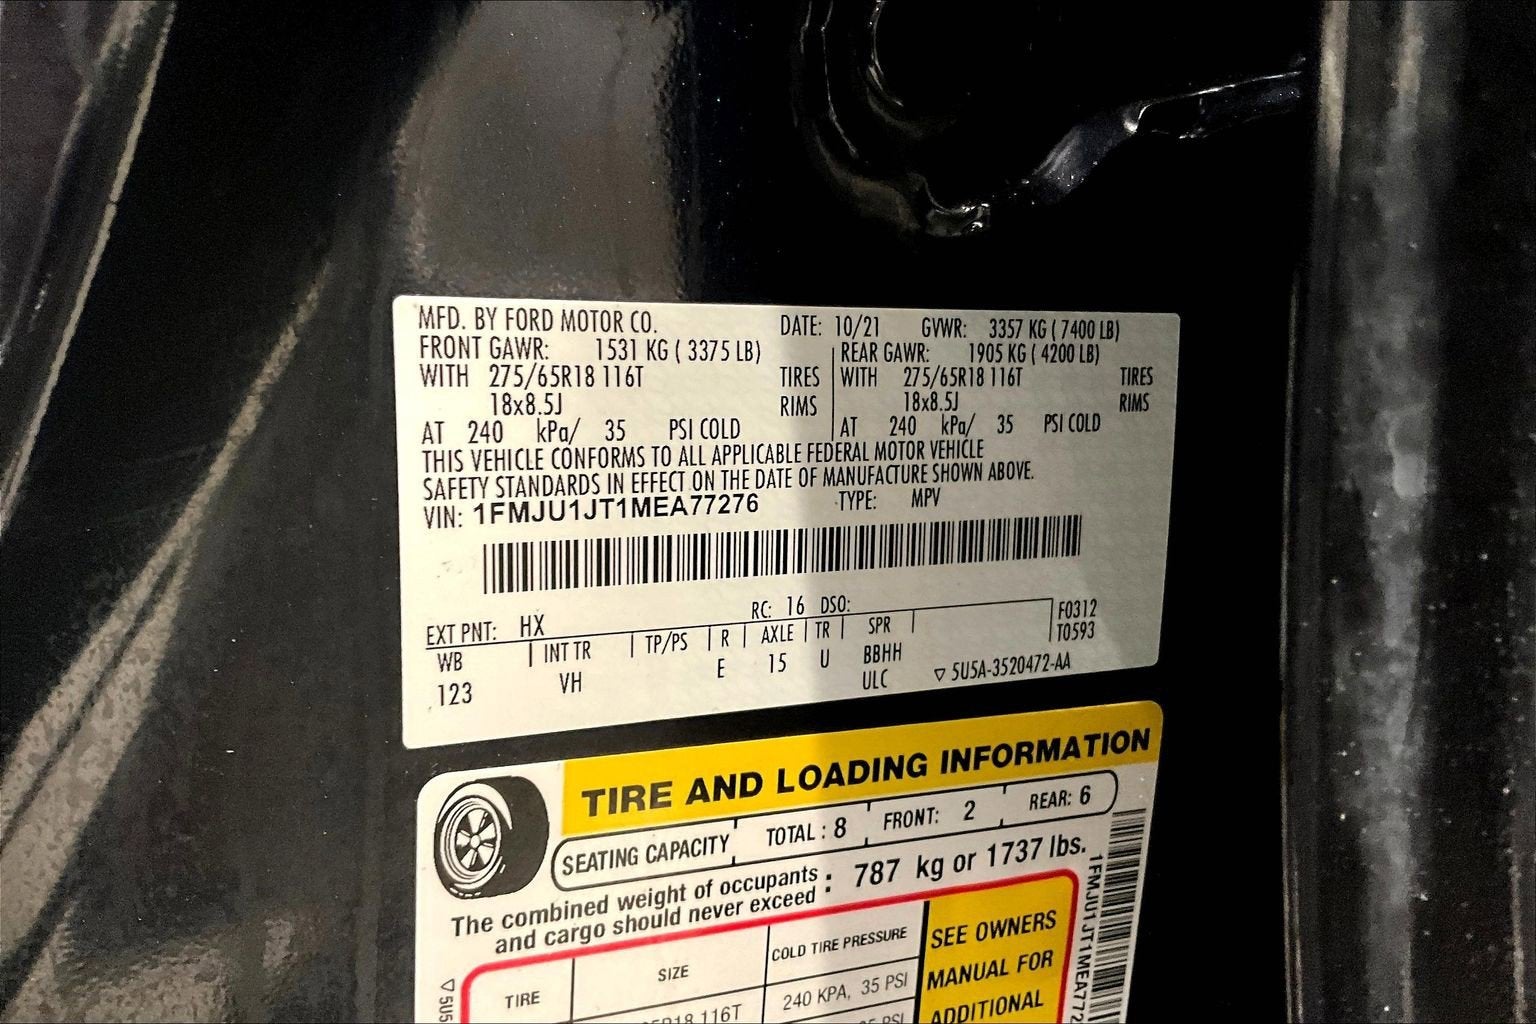 MFD. BY FORD MOTOR CO. DATE: 10/21 GVWR: 3357 KG ( 7400 LB)
FRONT GAWR: 1531 KG ( 3375 LB) REAR GAWR: 1905 KG ( 4200 LB)
WITH 275/65R18 116T TIRES WITH 275/65R18 116T TIRES
18x8.5J RIMS 18x8.5J RIMS
AT 240 kPa/ 35 PSI COLD AT 240 kPa/ 35 PSI COLD
THIS VEHICLE CONFORMS TO ALL APPLICABLE FEDERAL MOTOR VEHICLE
SAFETY STANDARDS IN EFFECT ON THE DATE OF MANUFACTURE SHOWN ABOVE.
VIN: 1FMJU1JT1MEA77276 TYPE: MPV
EXT PNT: HX RC: 16 DSO: F0312
WB INT TR TP/PS R AXLE TR SPR T0593
123 VH E 15 U BBHH
ULC ▽ 5U5A-3520472-AA
TIRE AND LOADING INFORMATION
SEATING CAPACITY TOTAL : 8 FRONT: 2 REAR: 6
The combined weight of occupants
and cargo should never exceed : 787 kg or 1737 lbs.
TIRE SIZE COLD TIRE PRESSURE SEE OWNERS
MANUAL FOR
ADDITIONAL
5R18 116T 240 KPA, 35 PSI
35 PSI
1FMJU1JT1MEA772
▽ 5U5